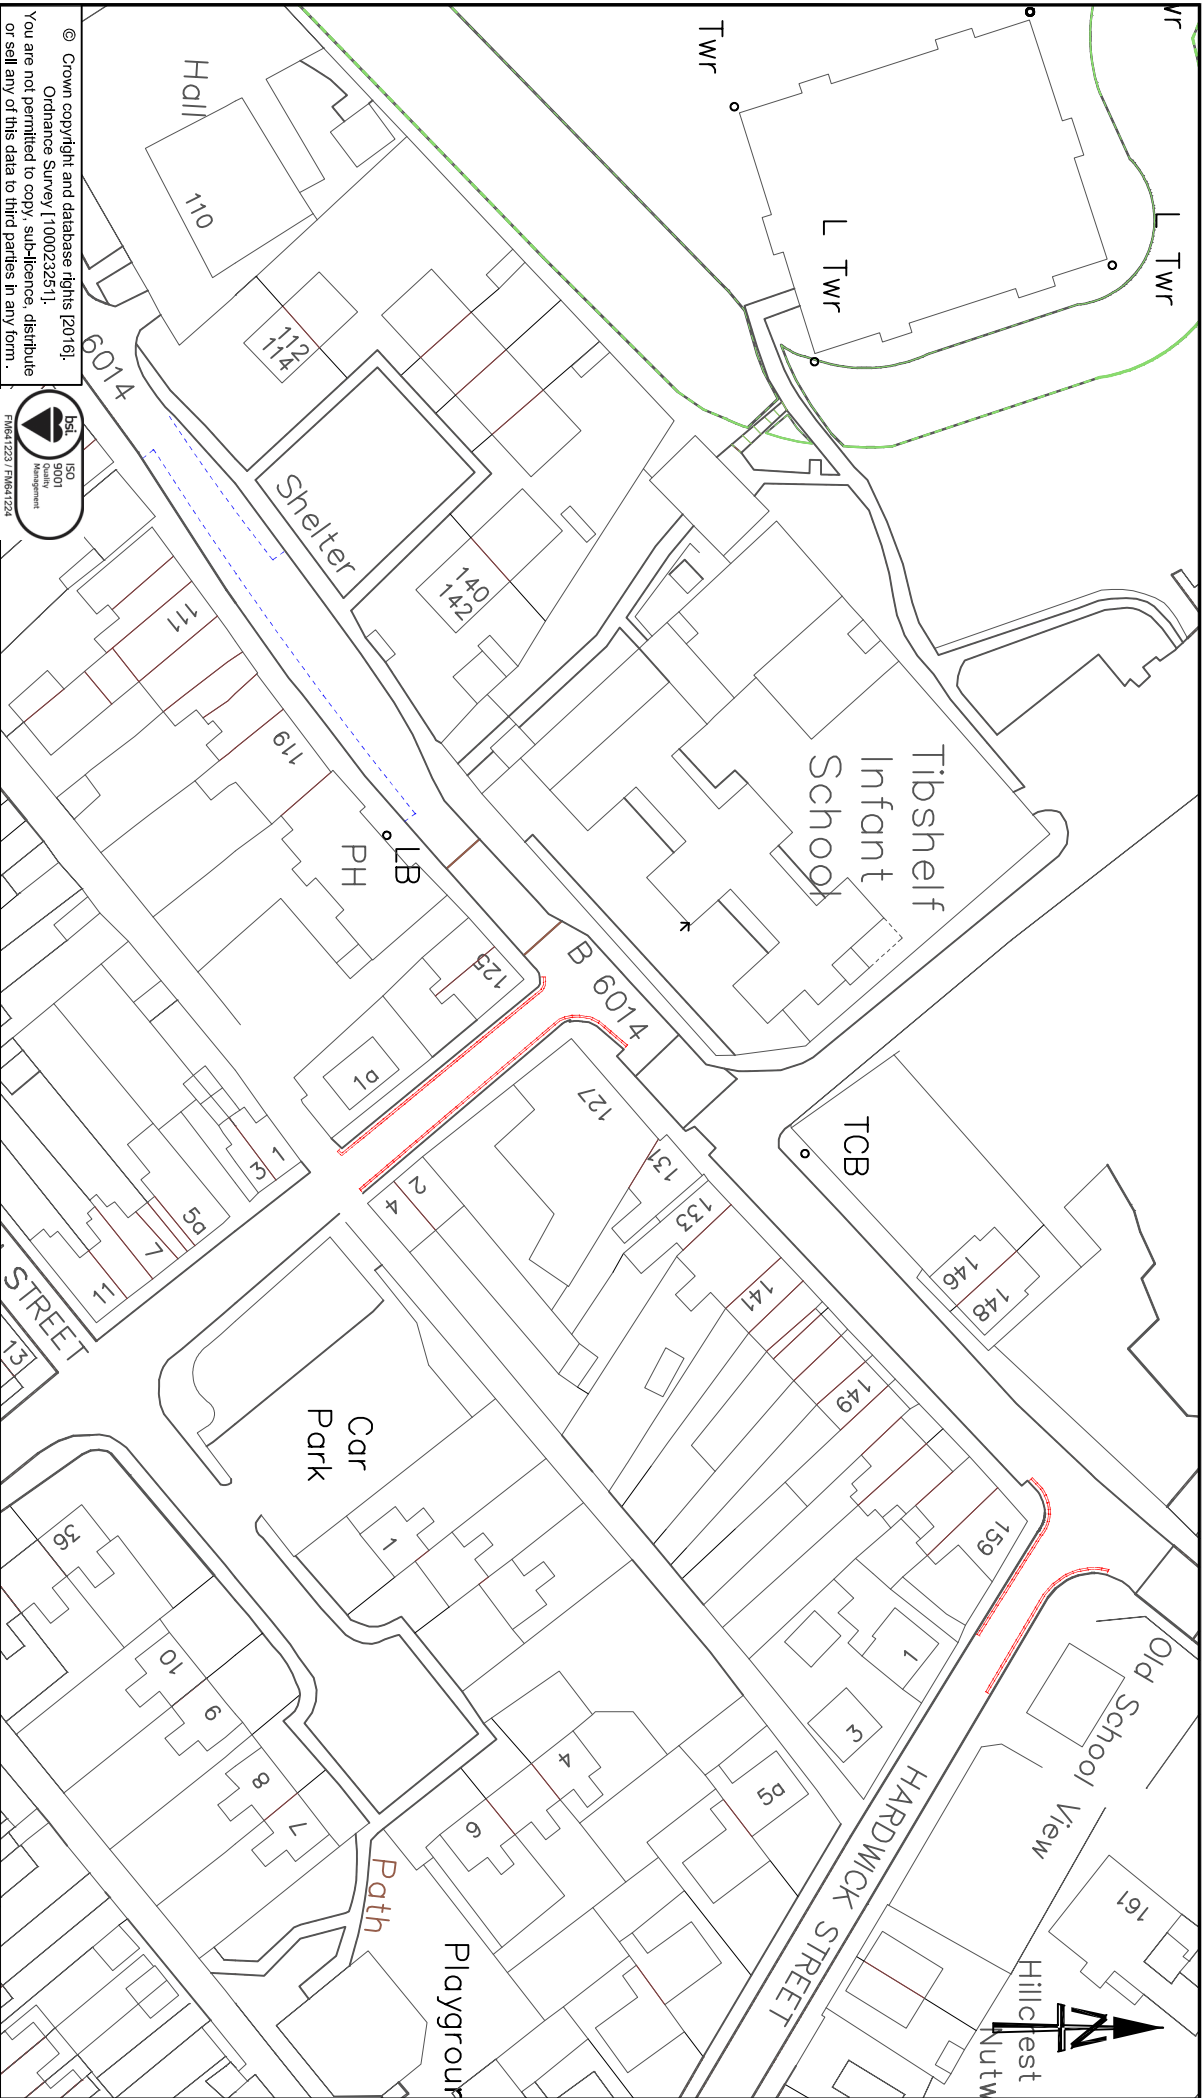 © Crown copyright and database rights [2018].
Ordnance Survey [100023251].
You are not permitted to copy, sub-licence, distribute
or sell any of this data to third parties in any form.
bsi.
ISO
9001
Quality
Management
FM641223 / FM641224
Twr
L Twr
L Twr
Hall
110
112
114
6014
Shelter
140
142
111
119
PH
LB
Tibshelf
Infant
School
B 6014
125
1a
127
131
133
141
149
159
TCB
146
148
1
3
5a
7
11
13
STREET
2
4
Car
Park
1
36
10
9
8
7
6
4
5a
3
1
Path
Playgroun
HARDWICK STREET
Old School View
161
Hillcrest
Nutw
N